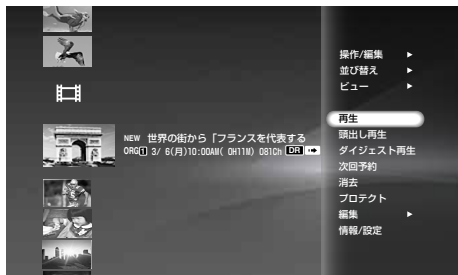 操作/編集 ▶
並び替え ▶
ビュー ▶
再生
頭出し再生
ダイジェスト再生
次回予約
消去
プロテクト
編集 ▶
情報/設定
NEW 世界の街から「フランスを代表する
ORG1 3/ 6(月)10:00AM( 0H11M) 081Ch DR